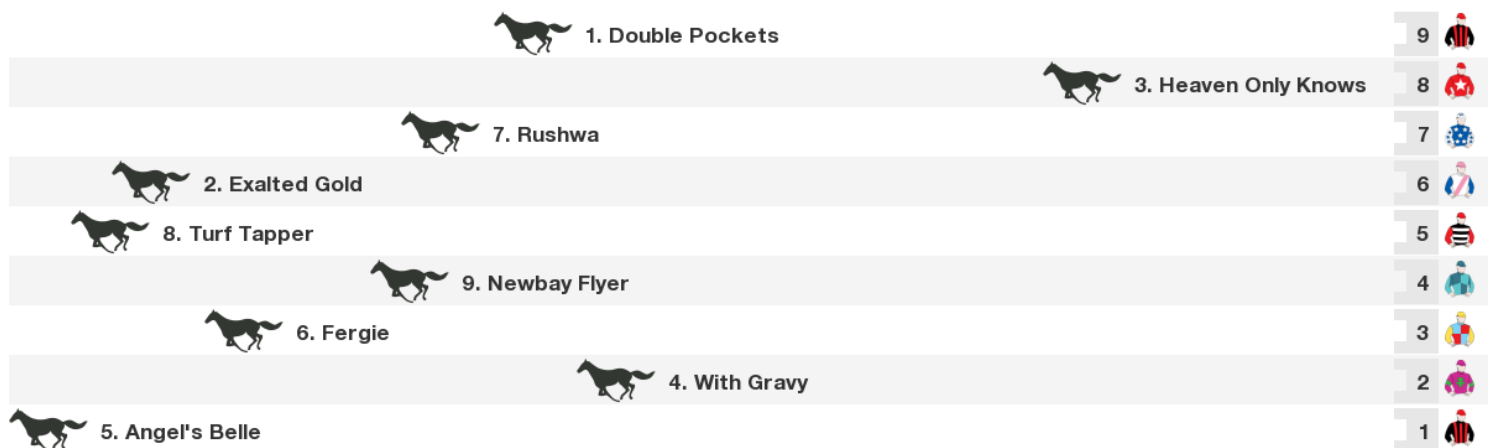 1. Double Pockets 9
3. Heaven Only Knows 8
7. Rushwa 7
2. Exalted Gold 6
8. Turf Tapper 5
9. Newbay Flyer 4
6. Fergie 3
4. With Gravy 2
5. Angel's Belle 1